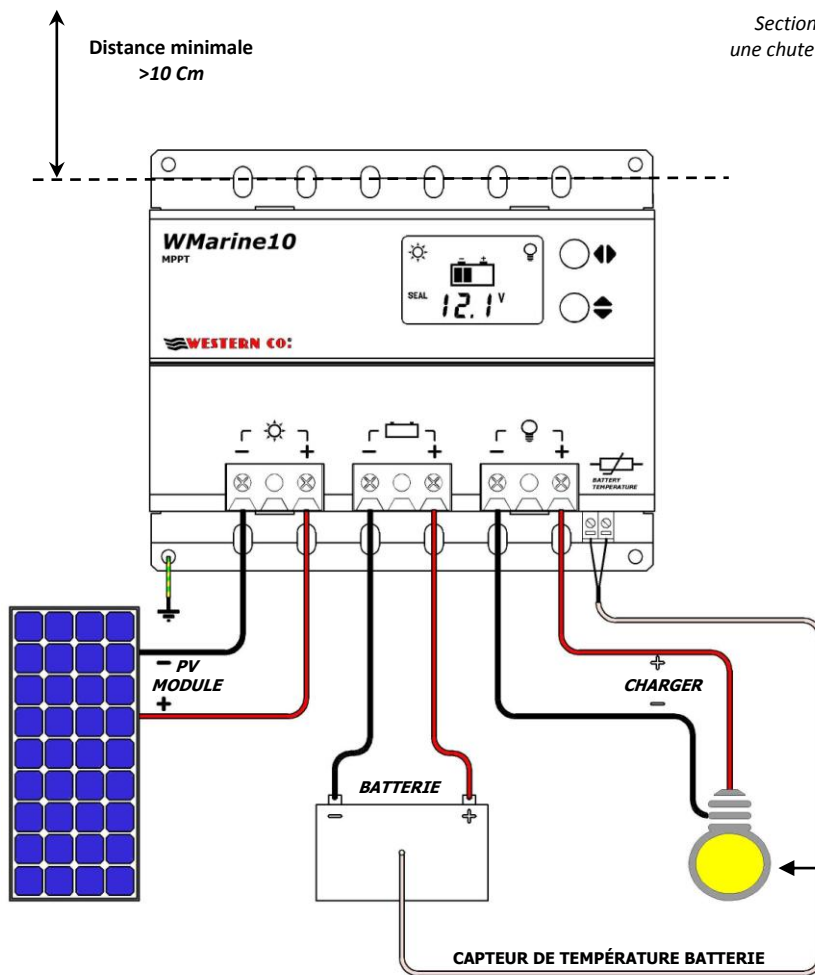 Distance minimale
>10 Cm
Section
une chute
WMarine10
MPPT
SEAL 12.1 V
WESTERN CO:
- +
- +
- +
BATTERY
TEMPERATURE
- PV
MODULE
+
+
CHARGER
-
BATTERIE
- +
CAPTEUR DE TEMPÉRATURE BATTERIE